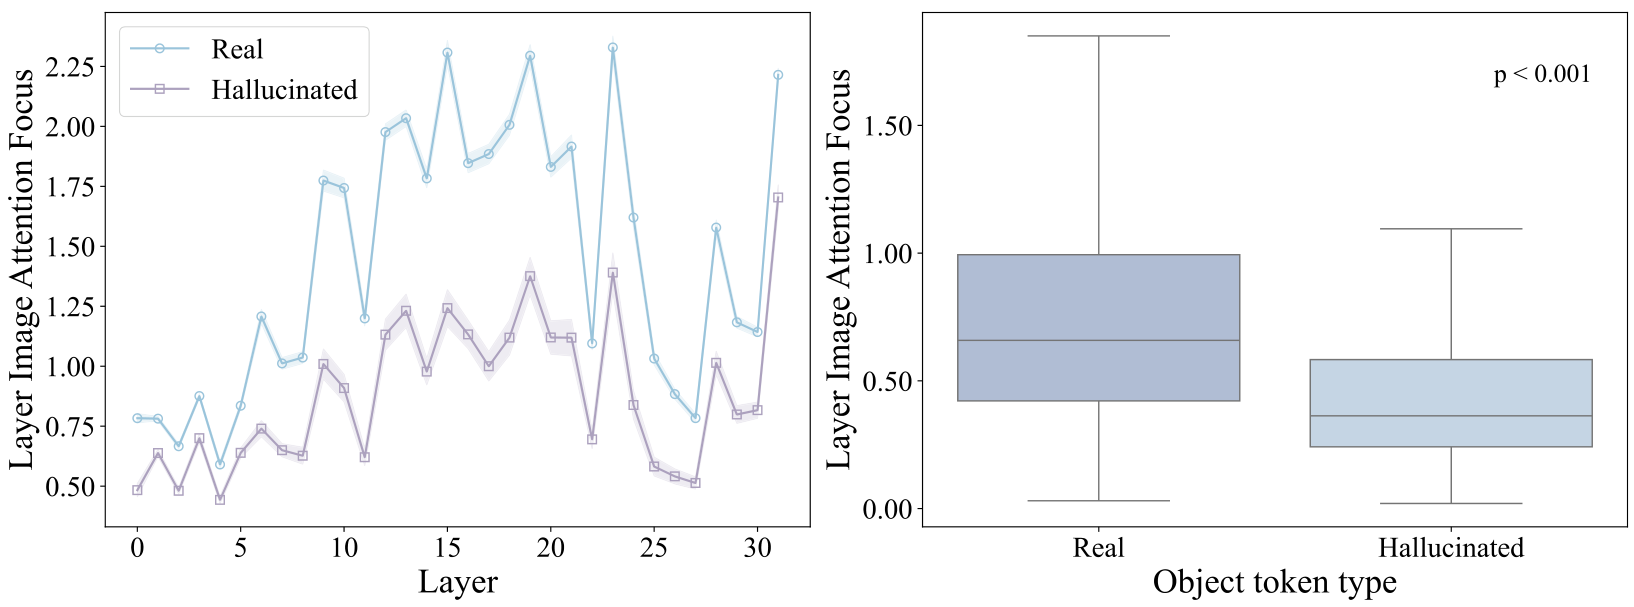 Real
Hallucinated
Layer Image Attention Focus
2.25
2.00
1.75
1.50
1.25
1.00
0.75
0.50
0 5 10 15 20 25 30
Layer
p < 0.001
Layer Image Attention Focus
1.50
1.00
0.50
0.00
Real Hallucinated
Object token type